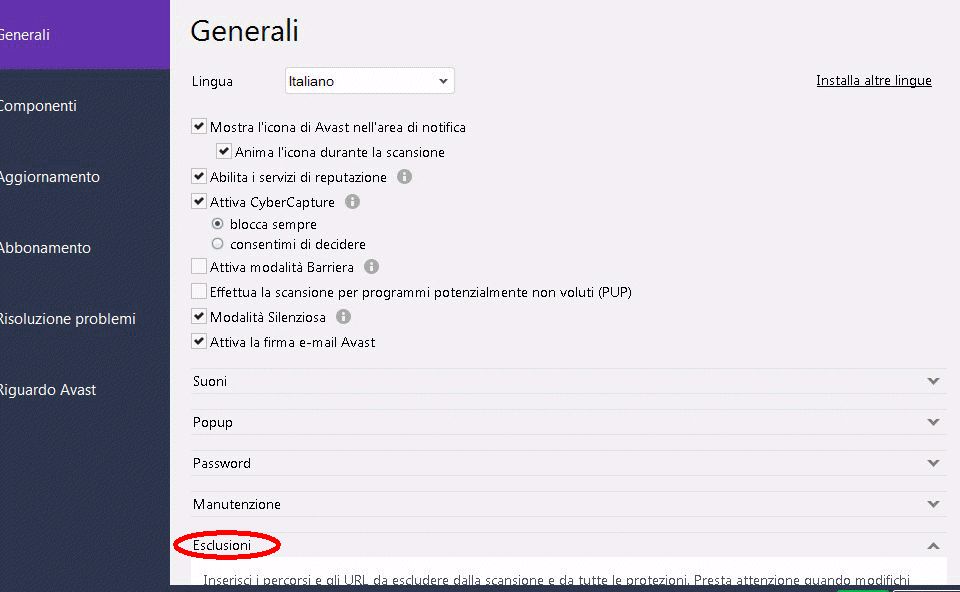 Generali
Componenti
Aggiornamento
Abbonamento
Risoluzione problemi
Riguardo Avast
Generali
Lingua Italiano Installa altre lingue
Mostra l'icona di Avast nell'area di notifica
Anima l'icona durante la scansione
Abilita i servizi di reputazione
Attiva CyberCapture
blocca sempre
consentimi di decidere
Attiva modalità Barriera
Effettua la scansione per programmi potenzialmente non voluti (PUP)
Modalità Silenziosa
Attiva la firma e-mail Avast
Suoni
Popup
Password
Manutenzione
Esclusioni
Inserisci i percorsi e gli URL da escludere dalla scansione e da tutte le protezioni. Presta attenzione quando modifichi